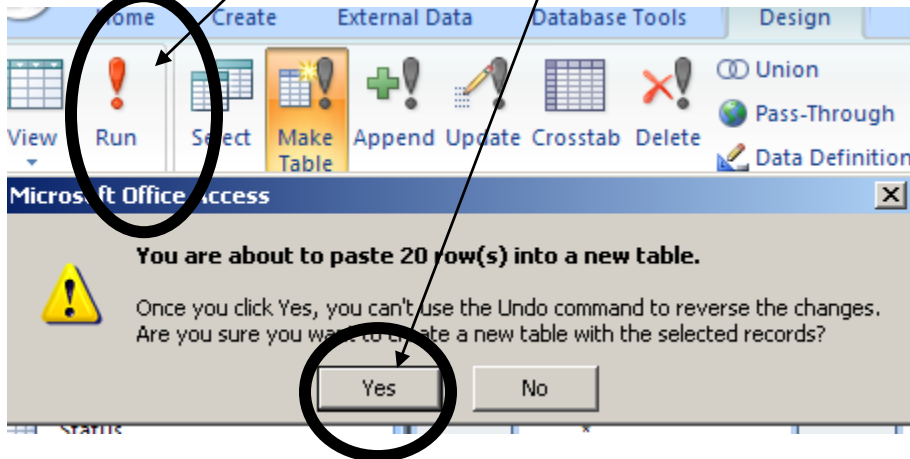 Home Create External Data Database Tools Design
View Run Select Make Table Append Update Crosstab Delete
Union
Pass-Through
Data Definition
Microsoft Office Access
You are about to paste 20 row(s) into a new table.
Once you click Yes, you can't use the Undo command to reverse the changes.
Are you sure you want to create a new table with the selected records?
Yes No
Status